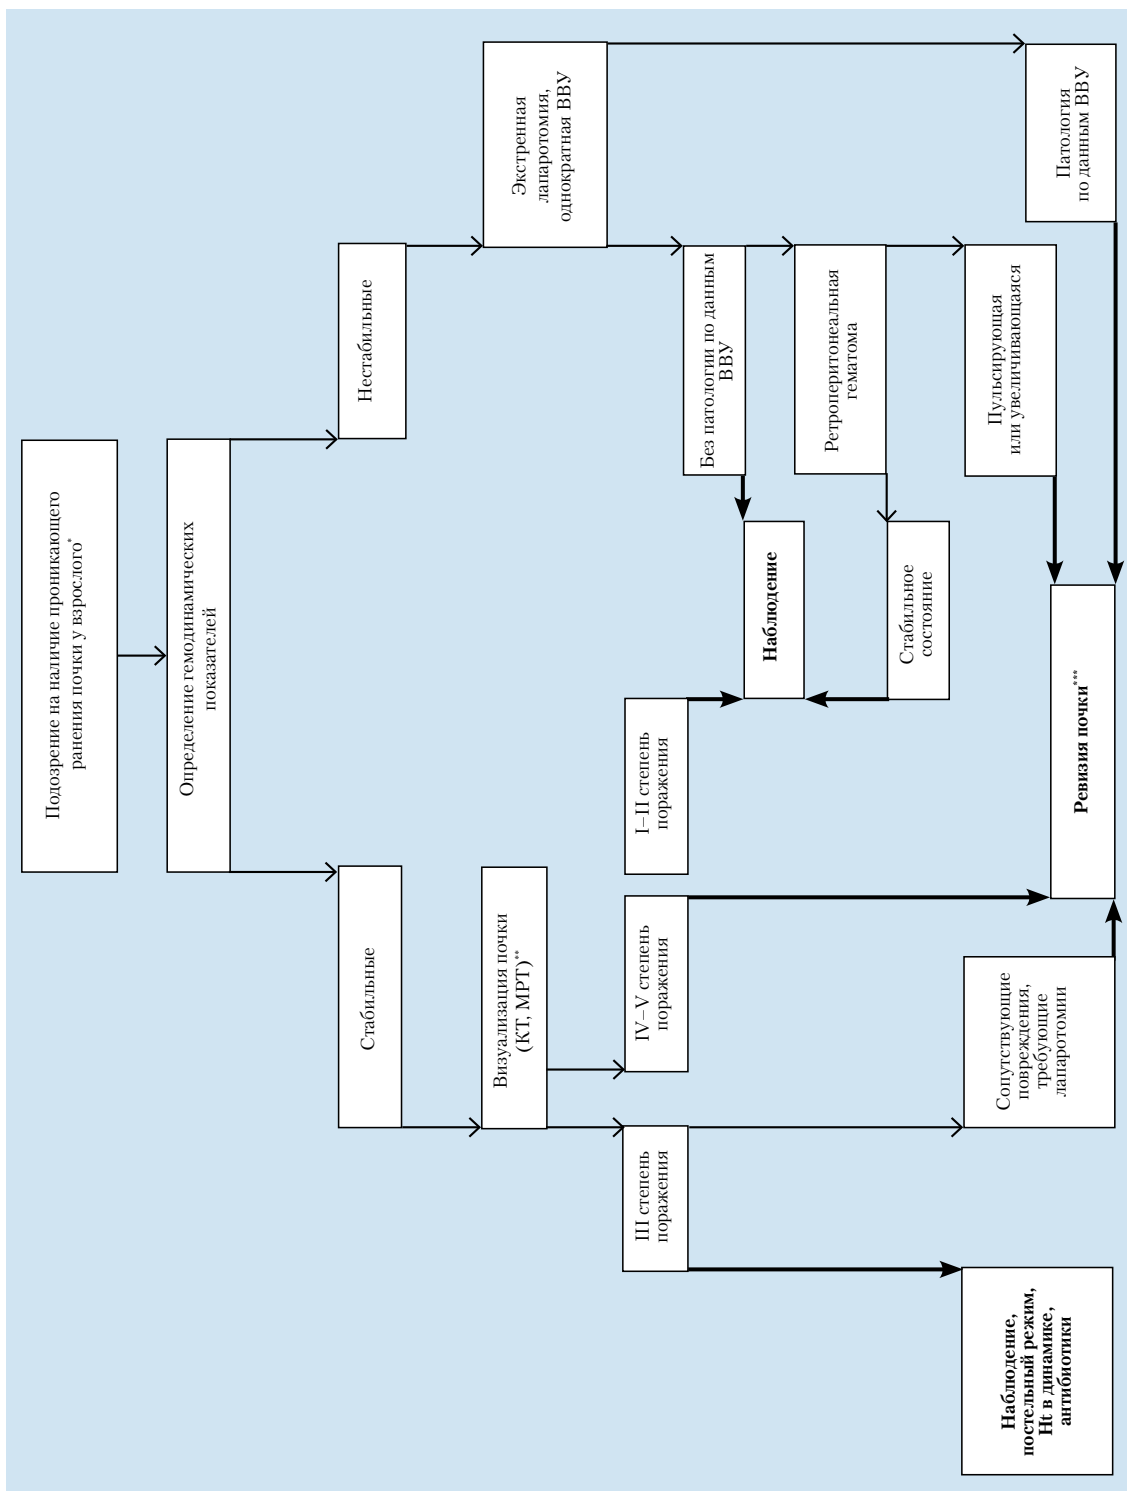 Подозрение на наличие проникающего
ранения почки у взрослого*
Определение гемодинамических
показателей
Стабильные
Нестабильные
Визуализация почки
(КТ, МРТ)**
Экстренная
лапаротомия,
однократная ВВУ
III степень
поражения
IV–V степень
поражения
I–II степень
поражения
Без патологии по данным
ВВУ
Наблюдение
Ретроперитонеальная
гематома
Стабильное
состояние
Наблюдение,
постельный режим,
Ht в динамике,
антибиотики
Сопутствующие
повреждения,
требующие
лапаротомии
Пульсирующая
или увеличивающаяся
Патология
по данным ВВУ
Ревизия почки***